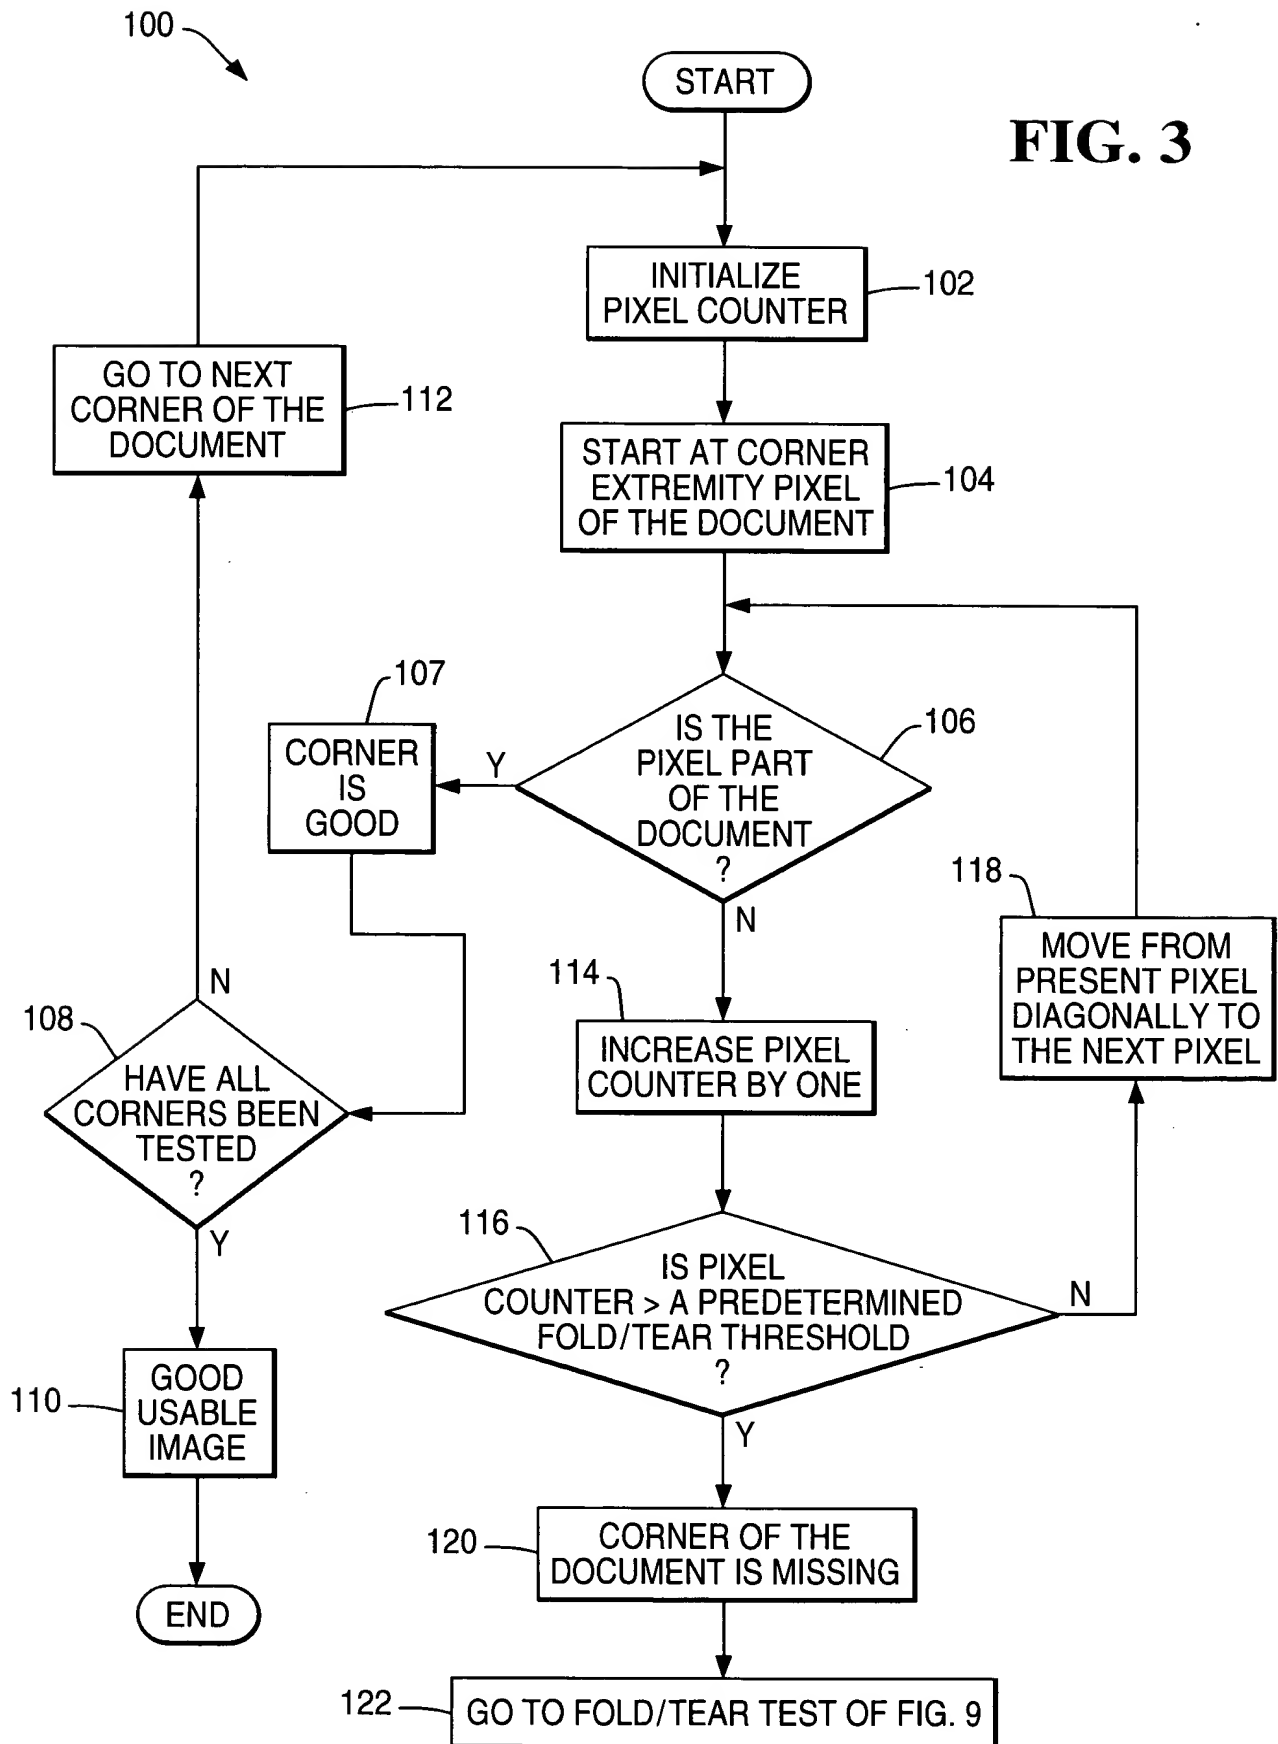 100
START
FIG. 3
INITIALIZE
PIXEL COUNTER
102
GO TO NEXT
CORNER OF THE
DOCUMENT
112
START AT CORNER
EXTREMITY PIXEL
OF THE DOCUMENT
104
107
CORNER
IS
GOOD
Y
IS THE
PIXEL PART
OF THE
DOCUMENT
?
106
N
118
MOVE FROM
PRESENT PIXEL
DIAGONALLY TO
THE NEXT PIXEL
114
INCREASE PIXEL
COUNTER BY ONE
N
108
HAVE ALL
CORNERS BEEN
TESTED
?
Y
116
IS PIXEL
COUNTER > A PREDETERMINED
FOLD/TEAR THRESHOLD
?
N
Y
110
GOOD
USABLE
IMAGE
END
120
CORNER OF THE
DOCUMENT IS MISSING
122
GO TO FOLD/TEAR TEST OF FIG. 9